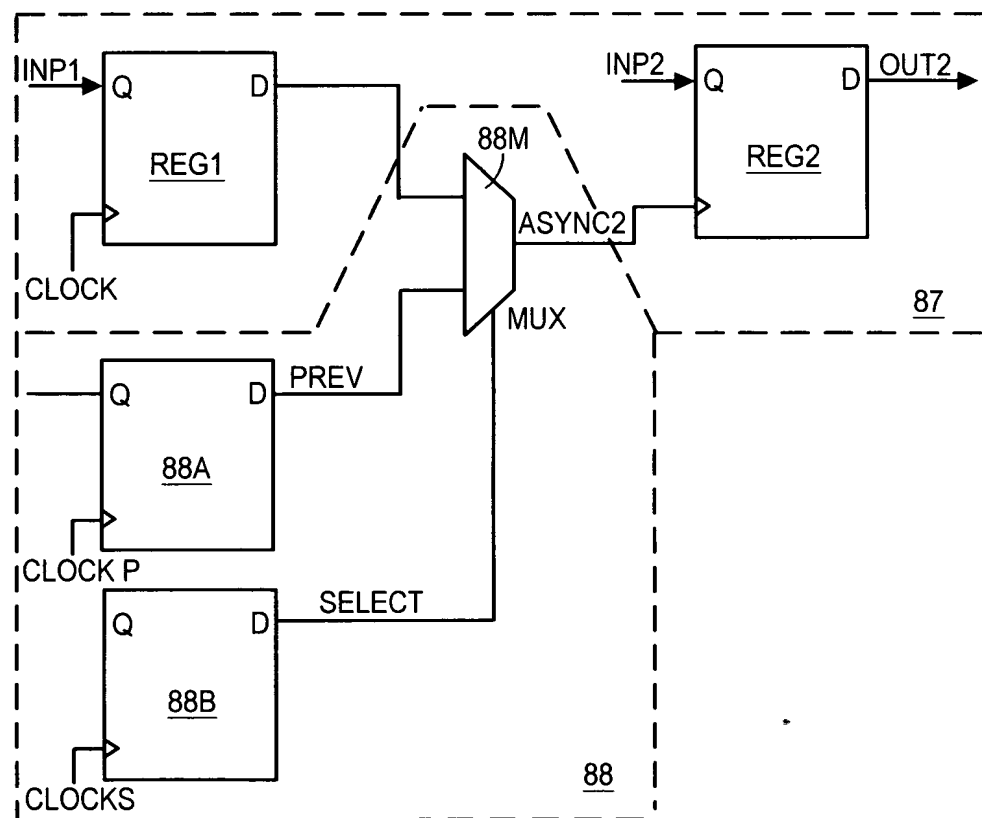 INP1
Q
D
REG1
CLOCK
88M
INP2
Q
D
OUT2
REG2
ASYNC2
MUX
87
Q
D
PREV
88A
CLOCK P
Q
D
SELECT
88B
CLOCKS
88